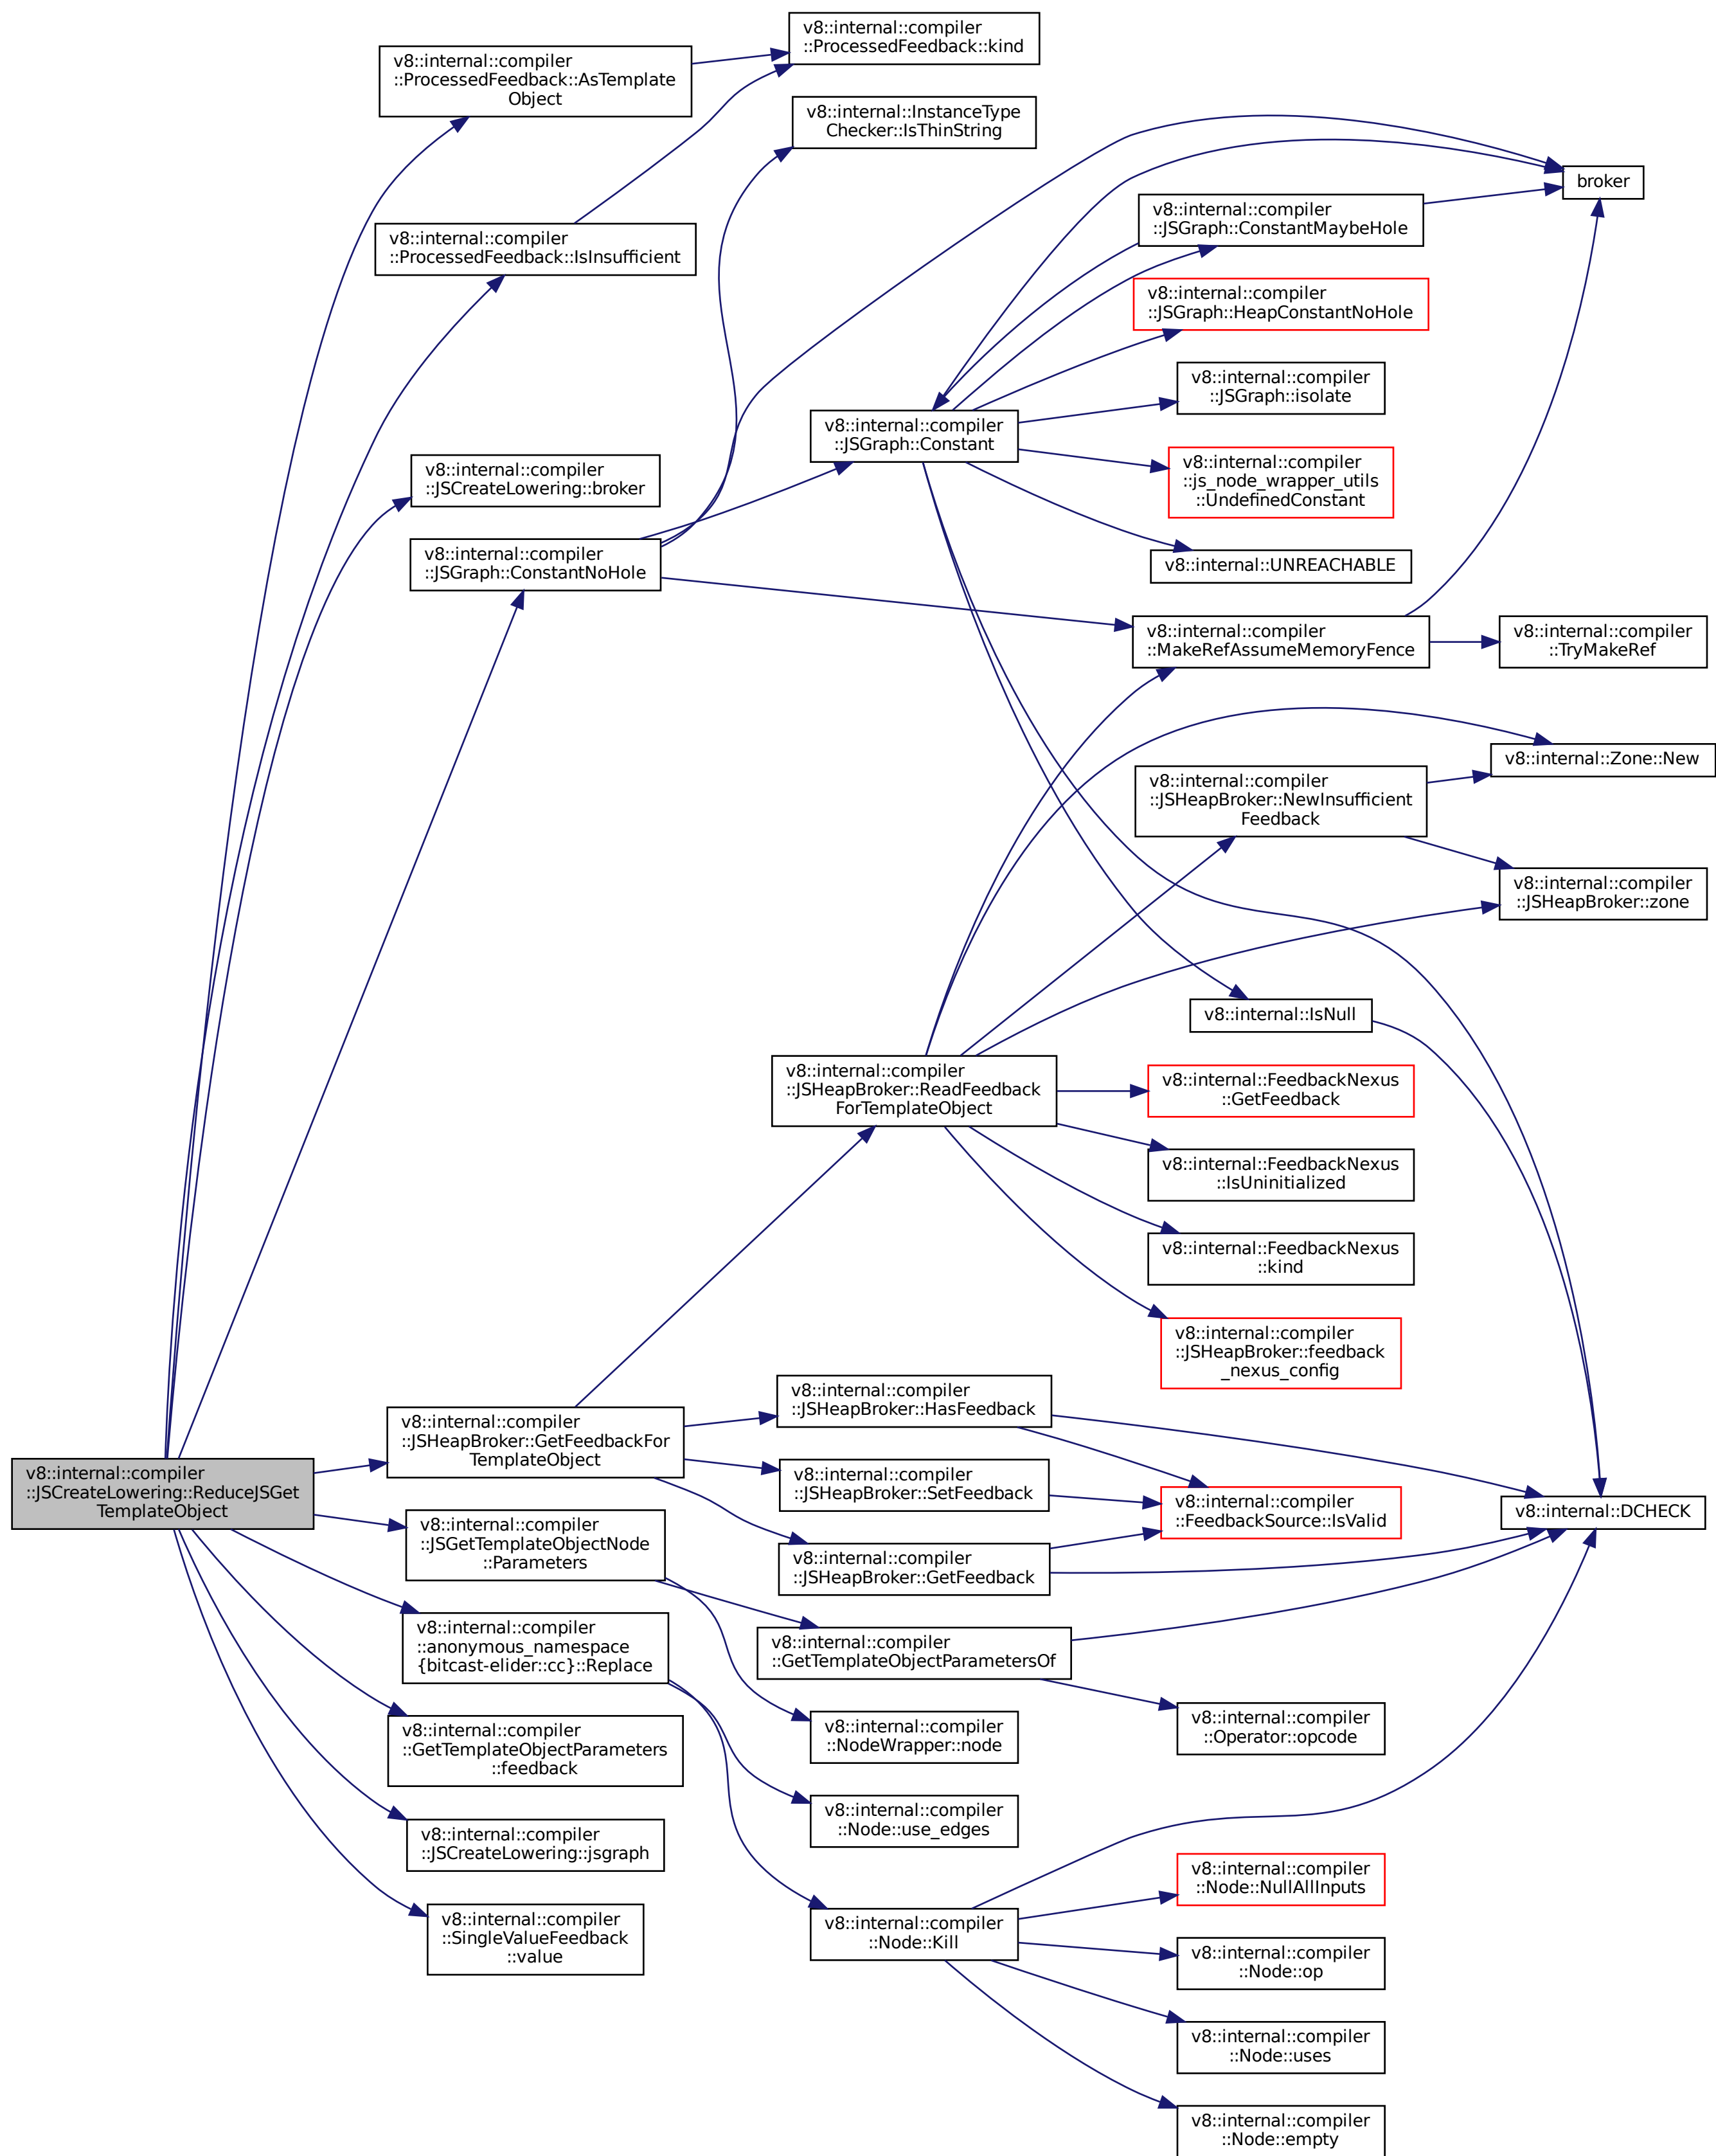 v8::internal::compiler
::JSCreateLowering::ReduceJSGet
TemplateObject
v8::internal::compiler
::ProcessedFeedback::AsTemplate
Object
v8::internal::compiler
::ProcessedFeedback::IsInsufficient
v8::internal::compiler
::JSCreateLowering::broker
v8::internal::compiler
::JSGraph::ConstantNoHole
v8::internal::compiler
::JSHeapBroker::GetFeedbackFor
TemplateObject
v8::internal::compiler
::JSGetTemplateObjectNode
::Parameters
v8::internal::compiler
::anonymous_namespace
{bitcast-elider::cc}::Replace
v8::internal::compiler
::GetTemplateObjectParameters
::feedback
v8::internal::compiler
::JSCreateLowering::jsgraph
v8::internal::compiler
::SingleValueFeedback
::value
v8::internal::compiler
::ProcessedFeedback::kind
v8::internal::InstanceType
Checker::IsThinString
v8::internal::compiler
::JSGraph::Constant
v8::internal::compiler
::JSHeapBroker::ReadFeedback
ForTemplateObject
v8::internal::compiler
::JSHeapBroker::HasFeedback
v8::internal::compiler
::JSHeapBroker::SetFeedback
v8::internal::compiler
::JSHeapBroker::GetFeedback
v8::internal::compiler
::GetTemplateObjectParametersOf
v8::internal::compiler
::NodeWrapper::node
v8::internal::compiler
::Node::use_edges
v8::internal::compiler
::Node::Kill
v8::internal::compiler
::JSGraph::ConstantMaybeHole
v8::internal::compiler
::JSGraph::HeapConstantNoHole
v8::internal::compiler
::JSGraph::isolate
v8::internal::compiler
::js_node_wrapper_utils
::UndefinedConstant
v8::internal::UNREACHABLE
v8::internal::compiler
::MakeRefAssumeMemoryFence
v8::internal::compiler
::JSHeapBroker::NewInsufficient
Feedback
v8::internal::IsNull
v8::internal::FeedbackNexus
::GetFeedback
v8::internal::FeedbackNexus
::IsUninitialized
v8::internal::FeedbackNexus
::kind
v8::internal::compiler
::JSHeapBroker::feedback
_nexus_config
v8::internal::compiler
::FeedbackSource::IsValid
v8::internal::compiler
::Operator::opcode
v8::internal::compiler
::Node::NullAllInputs
v8::internal::compiler
::Node::op
v8::internal::compiler
::Node::uses
v8::internal::compiler
::Node::empty
broker
v8::internal::compiler
::TryMakeRef
v8::internal::Zone::New
v8::internal::compiler
::JSHeapBroker::zone
v8::internal::DCHECK